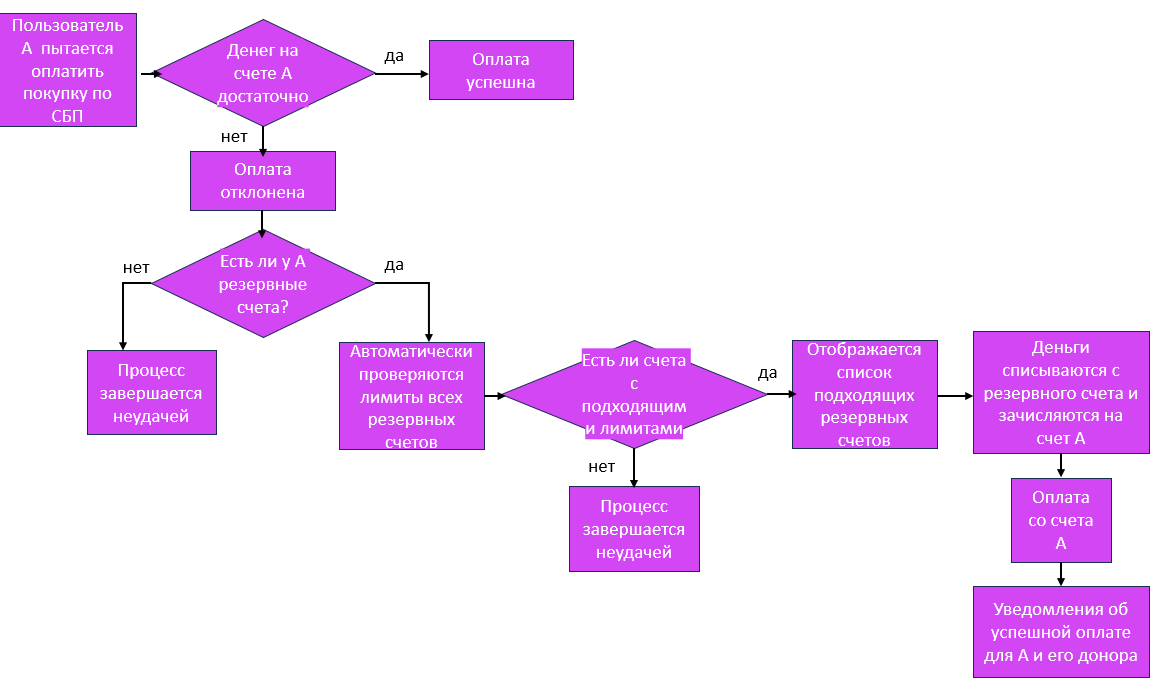 Пользователь
А пытается
оплатить
покупку по
СБП
Денег на
счете А
достаточно
да
Оплата
успешна
нет
Оплата
отклонена
Есть ли у А
резервные
счета?
нет
да
Процесс
завершается
неудачей
Автоматически
проверяются
лимиты всех
резервных
счетов
Есть ли счета
с
подходящим
и лимитами
да
нет
Процесс
завершается
неудачей
Отображается
список
подходящих
резервных
счетов
Деньги
списываются с
резервного счета и
зачисляются на
счет А
Оплата
со счета
А
Уведомления об
успешной оплате
для А и его донора